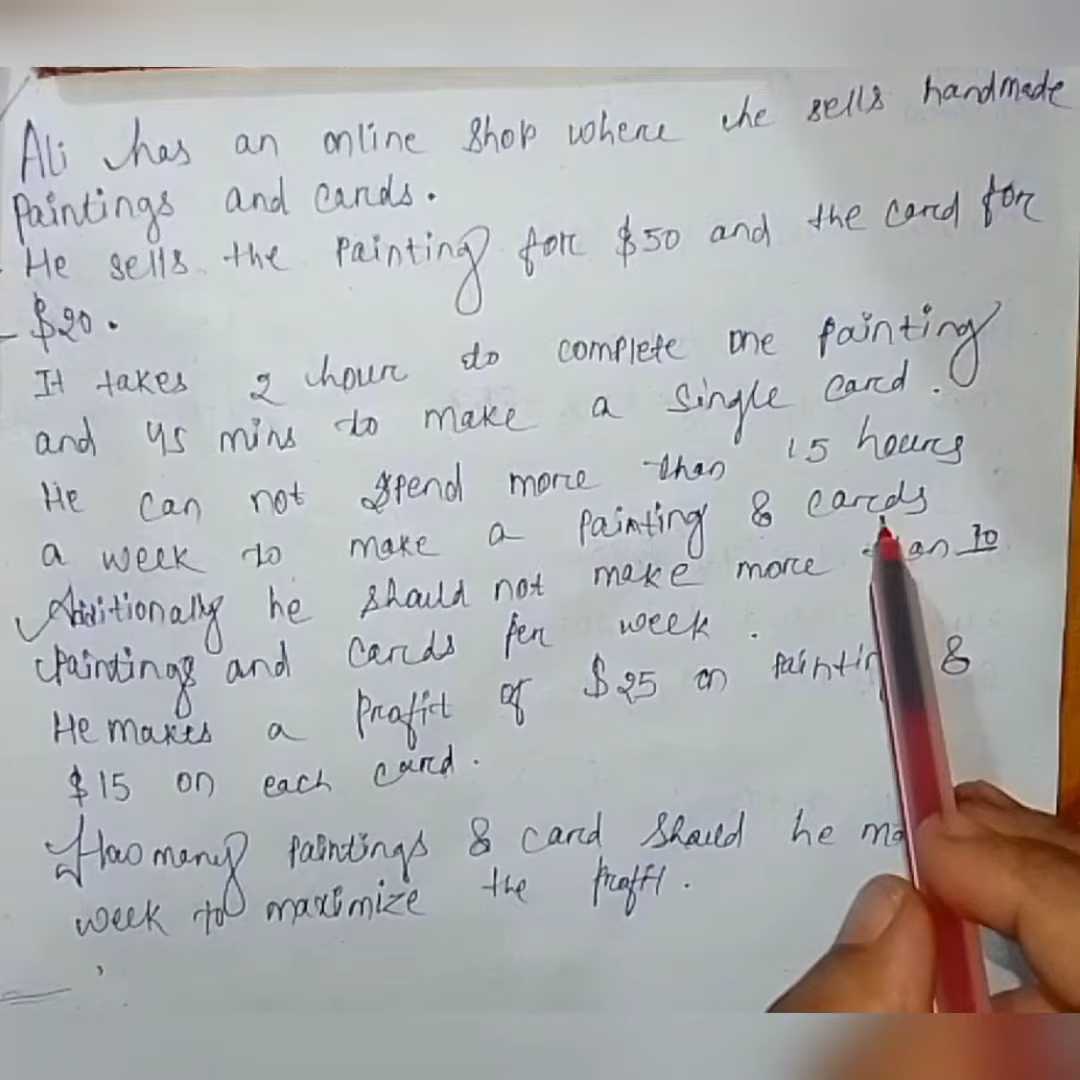 Ali has an online shop where he sells handmade
Paintings and cards.
He sells the Painting for $50 and the card for
$20.
It takes 2 hour to complete one painting
and 45 mins to make a single card.
He can not spend more than 15 hours
a week to make a painting & cards
Additionally he should not make more than 10
Paintings and cards per week.
He makes a Profit of $25 on painting &
$15 on each card.
How many paintings & card should he
week to maximize the profit.